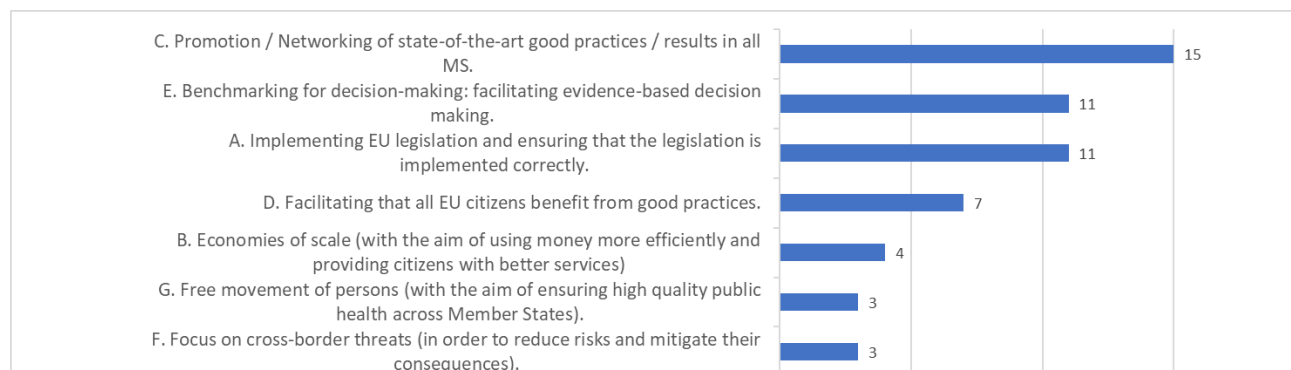 C. Promotion / Networking of state-of-the-art good practices / results in all
MS.
15
E. Benchmarking for decision-making: facilitating evidence-based decision
making.
11
A. Implementing EU legislation and ensuring that the legislation is
implemented correctly.
11
D. Facilitating that all EU citizens benefit from good practices.
7
B. Economies of scale (with the aim of using money more efficiently and
providing citizens with better services)
4
G. Free movement of persons (with the aim of ensuring high quality public
health across Member States).
3
F. Focus on cross-border threats (in order to reduce risks and mitigate their
consequences).
3